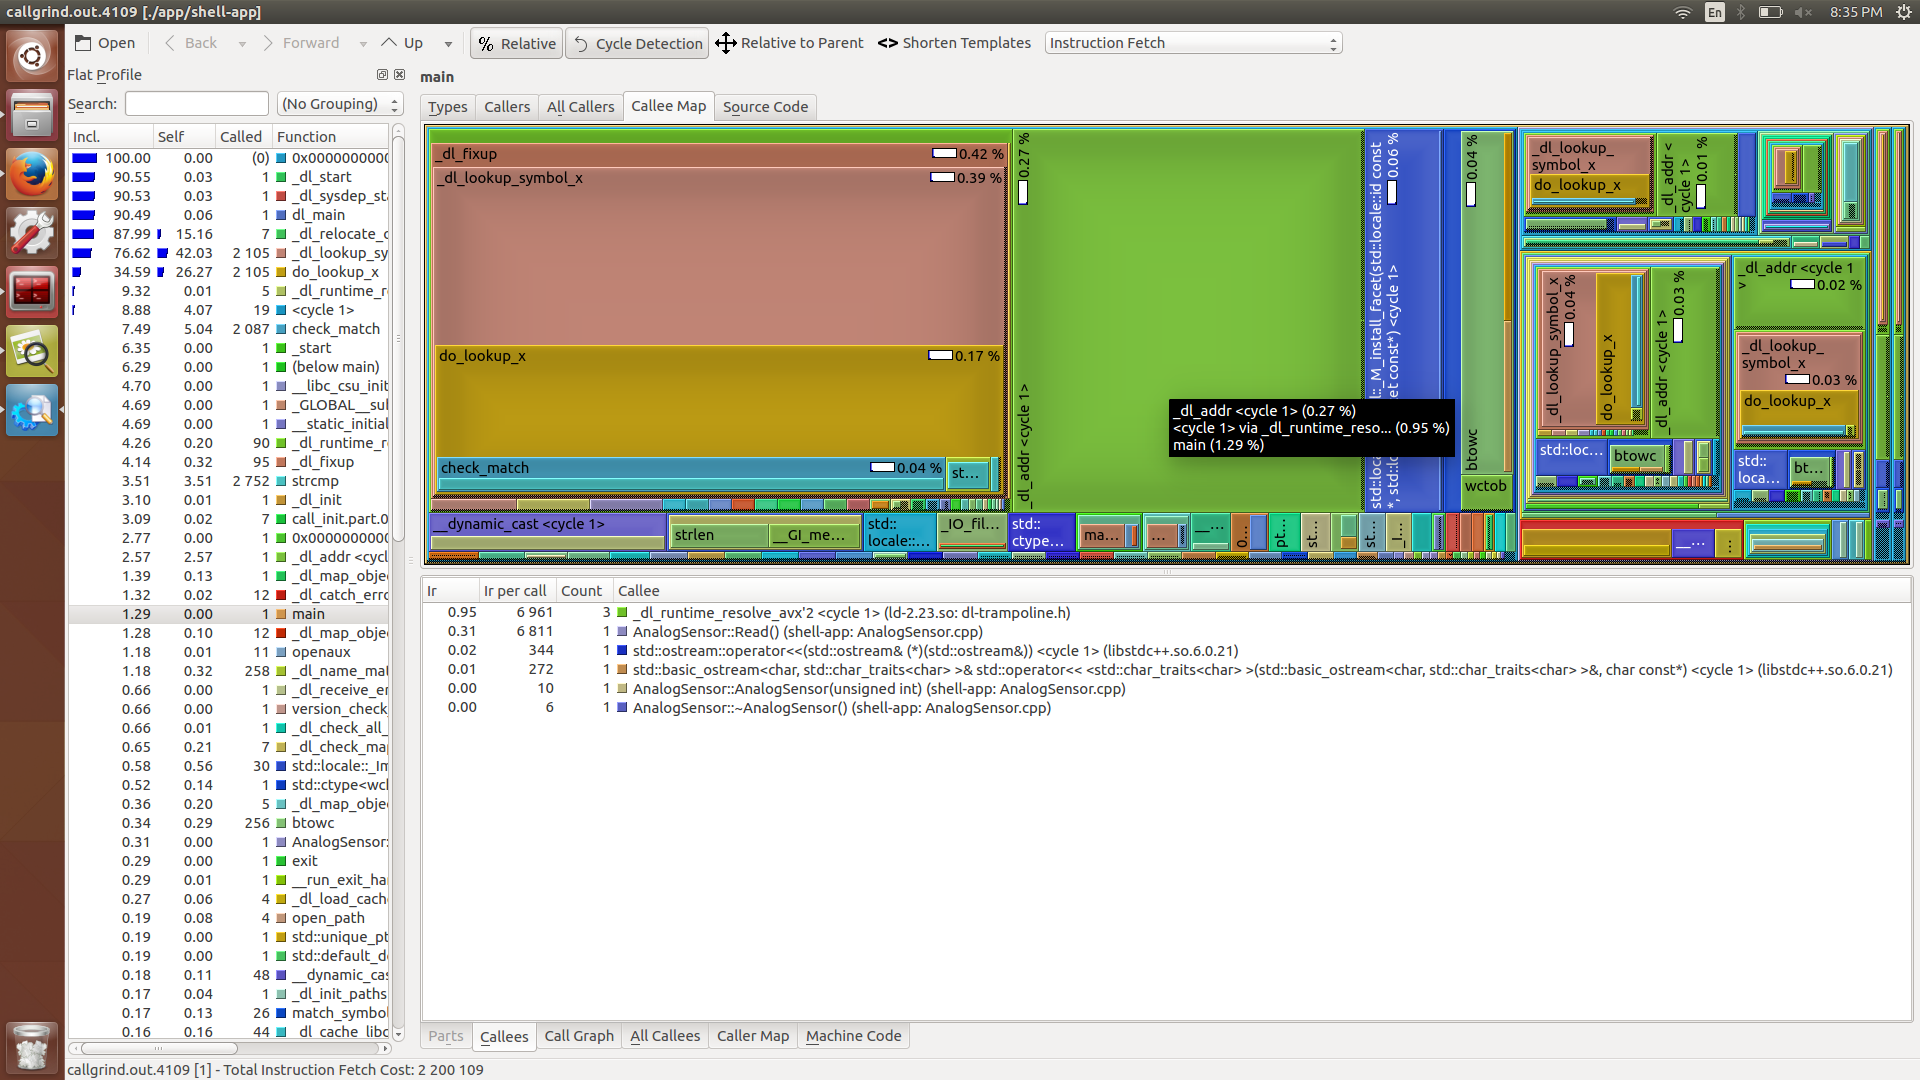 callgrind.out.4109 [./app/shell-app]
En
8:35 PM
Open
Back
Forward
Up
% Relative
Cycle Detection
Relative to Parent
<> Shorten Templates
Instruction Fetch
Flat Profile
Search:
(No Grouping)
Incl. Self Called Function
100.00 0.00 (0) 0x0000000000
90.55 0.03 1 _dl_start
90.53 0.03 1 _dl_sysdep_sta
90.49 0.06 1 dl_main
87.99 15.16 7 _dl_relocate_o
76.62 42.03 2 105 _dl_lookup_sy
34.59 26.27 2 105 do_lookup_x
9.32 0.01 5 _dl_runtime_r
8.88 4.07 19 <cycle 1>
7.49 5.04 2 087 check_match
6.35 0.00 1 _start
6.29 0.00 1 (below main)
4.70 0.00 1 __libc_csu_init
4.69 0.00 1 _GLOBAL__sul
4.69 0.00 1 __static_initial
4.26 0.20 90 _dl_runtime_r
4.14 0.32 95 _dl_fixup
3.51 3.51 2 752 strcmp
3.10 0.01 1 _dl_init
3.09 0.02 7 call_init.part.0
2.77 0.00 1 0x0000000000
2.57 2.57 1 _dl_addr <cycl
1.39 0.13 1 _dl_map_obje
1.32 0.02 12 _dl_catch_erro
1.29 0.00 1 main
1.28 0.10 12 _dl_map_obje
1.18 0.01 11 openaux
1.18 0.32 258 _dl_name_mat
0.66 0.00 1 _dl_receive_er
0.66 0.00 1 version_check_
0.66 0.01 1 _dl_check_all_
0.65 0.21 7 _dl_check_map
0.58 0.56 30 std::locale::_Im
0.52 0.14 1 std::ctype<wch
0.36 0.20 5 _dl_map_obje
0.34 0.29 256 btowc
0.31 0.00 1 AnalogSensor:
0.29 0.00 1 exit
0.29 0.01 1 __run_exit_ha
0.27 0.06 4 _dl_load_cach
0.19 0.08 4 open_path
0.19 0.00 1 std::unique_pt
0.19 0.00 1 std::default_de
0.18 0.11 48 __dynamic_cas
0.17 0.04 1 _dl_init_paths
0.17 0.13 26 match_symbol
0.16 0.16 44 _dl_cache_libc
main
Types
Callers
All Callers
Callee Map
Source Code
_dl_fixup 0.42 %
_dl_lookup_symbol_x 0.39 %
do_lookup_x 0.17 %
check_match 0.04 %
st...
_dl_addr <cycle 1> 0.27 %
_M_install_facet(std::locale::id const
*, std::loc et const*) <cycle 1>
0.06 %
btowc 0.04 %
wctob
_dl_addr <cycle 1> (0.27 %)
<cycle 1> via _dl_runtime_reso... (0.95 %)
main (1.29 %)
__dynamic_cast <cycle 1>
strlen
__GI_me...
std::
locale::...
_IO_fil...
std::
ctype...
ma...
...
__...
0...
pt...
st...
st...
_I...
_dl_lookup_
symbol_x
do_lookup_x
_dl_addr <
cycle 1>
0.01 %
_dl_lookup_symbol_x 0.04 %
do_lookup_x
_dl_addr <cycle 1> 0.03 %
std::loc...
btowc
_dl_addr <cycle 1
> 0.02 %
_dl_lookup_
symbol_x
0.03 %
do_lookup_x
std::
loca...
bt...
__...
...
Ir Ir per call Count Callee
0.95 6 961 3 _dl_runtime_resolve_avx'2 <cycle 1> (ld-2.23.so: dl-trampoline.h)
0.31 6 811 1 AnalogSensor::Read() (shell-app: AnalogSensor.cpp)
0.02 344 1 std::ostream::operator<<(std::ostream& (*)(std::ostream&)) <cycle 1> (libstdc++.so.6.0.21)
0.01 272 1 std::basic_ostream<char, std::char_traits<char> >& std::operator<< <std::char_traits<char> >(std::basic_ostream<char, std::char_traits<char> >&, char const*) <cycle 1> (libstdc++.so.6.0.21)
0.00 10 1 AnalogSensor::AnalogSensor(unsigned int) (shell-app: AnalogSensor.cpp)
0.00 6 1 AnalogSensor::~AnalogSensor() (shell-app: AnalogSensor.cpp)
Parts
Callees
Call Graph
All Callees
Caller Map
Machine Code
callgrind.out.4109 [1] - Total Instruction Fetch Cost: 2 200 109